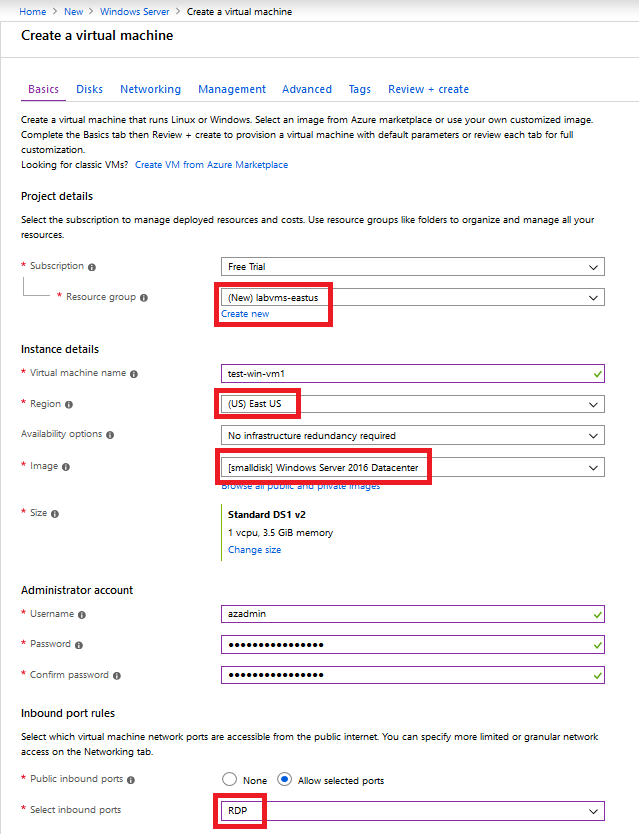 Home > New > Windows Server > Create a virtual machine
Create a virtual machine
Basics Disks Networking Management Advanced Tags Review + create
Create a virtual machine that runs Linux or Windows. Select an image from Azure marketplace or use your own customized image.
Complete the Basics tab then Review + create to provision a virtual machine with default parameters or review each tab for full
customization.
Looking for classic VMs? Create VM from Azure Marketplace
Project details
Select the subscription to manage deployed resources and costs. Use resource groups like folders to organize and manage all your
resources.
* Subscription Free Trial
* Resource group (New) labvms-eastus
Create new
Instance details
* Virtual machine name test-win-vm1
* Region (US) East US
Availability options No infrastructure redundancy required
* Image [smalldisk] Windows Server 2016 Datacenter
Browse all public and private images
* Size Standard DS1 v2
1 vcpu, 3.5 GiB memory
Change size
Administrator account
* Username azadmin
* Password ••••••••••••••••
* Confirm password ••••••••••••••••
Inbound port rules
Select which virtual machine network ports are accessible from the public internet. You can specify more limited or granular network
access on the Networking tab.
* Public inbound ports None Allow selected ports
* Select inbound ports RDP